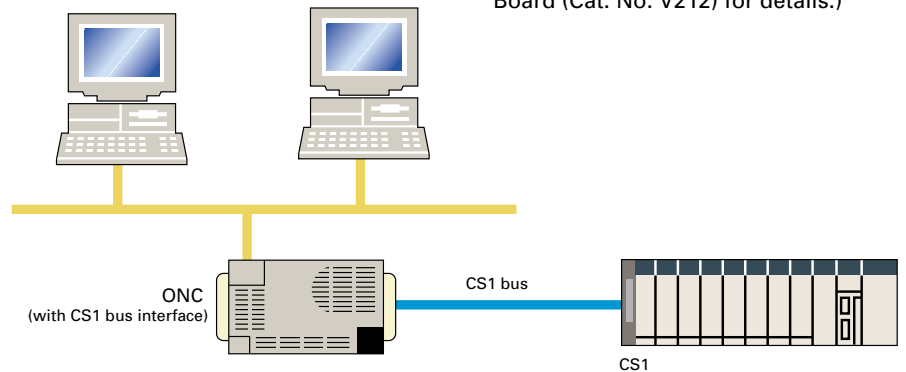 Board (Cat. No. V212) for details.)
ONC
(with CS1 bus interface)
CS1 bus
CS1